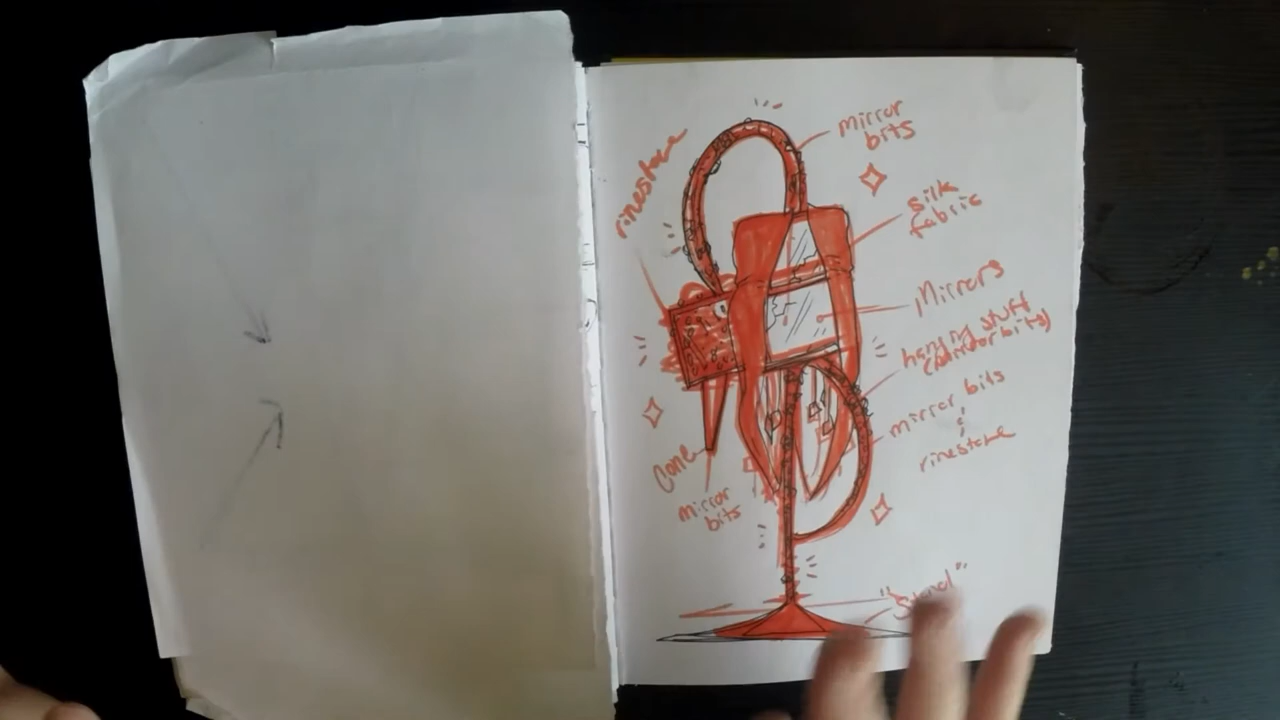 mirror
bits
rinestone
silk
fabric
Mirrors
hanging stuff
(mirror bits)
mirror bits
&
rinestone
Cone
mirror
bits
"Stand"